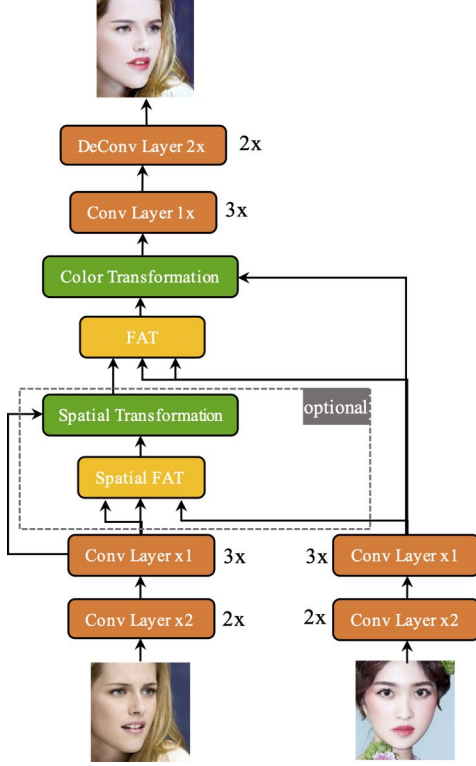 DeConv Layer 2x 2x
Conv Layer 1x 3x
Color Transformation
FAT
optional
Spatial Transformation
Spatial FAT
Conv Layer x1 3x
3x Conv Layer x1
Conv Layer x2 2x
2x Conv Layer x2